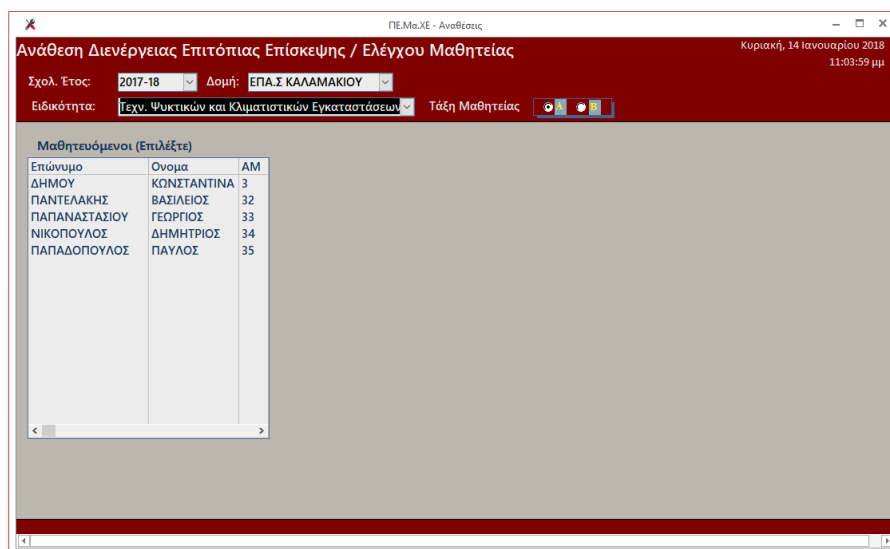 ΠΕ.Μα.ΧΕ - Αναθέσεις
Ανάθεση Διενέργειας Επιτόπιας Επίσκεψης / Ελέγχου Μαθητείας
Κυριακή, 14 Ιανουαρίου 2018
11:03:59 μμ
Σχολ. Έτος: 2017-18 Δομή: ΕΠΑ.Σ ΚΑΛΑΜΑΚΙΟΥ
Ειδικότητα: Τεχν. Ψυκτικών και Κλιματιστικών Εγκαταστάσεων Τάξη Μαθητείας Α Β
Μαθητευόμενοι (Επιλέξτε)
Επώνυμο Ονομα ΑΜ
ΔΗΜΟΥ ΚΩΝΣΤΑΝΤΙΝΑ 3
ΠΑΝΤΕΛΑΚΗΣ ΒΑΣΙΛΕΙΟΣ 32
ΠΑΠΑΝΑΣΤΑΣΙΟΥ ΓΕΩΡΓΙΟΣ 33
ΝΙΚΟΠΟΥΛΟΣ ΔΗΜΗΤΡΙΟΣ 34
ΠΑΠΑΔΟΠΟΥΛΟΣ ΠΑΥΛΟΣ 35